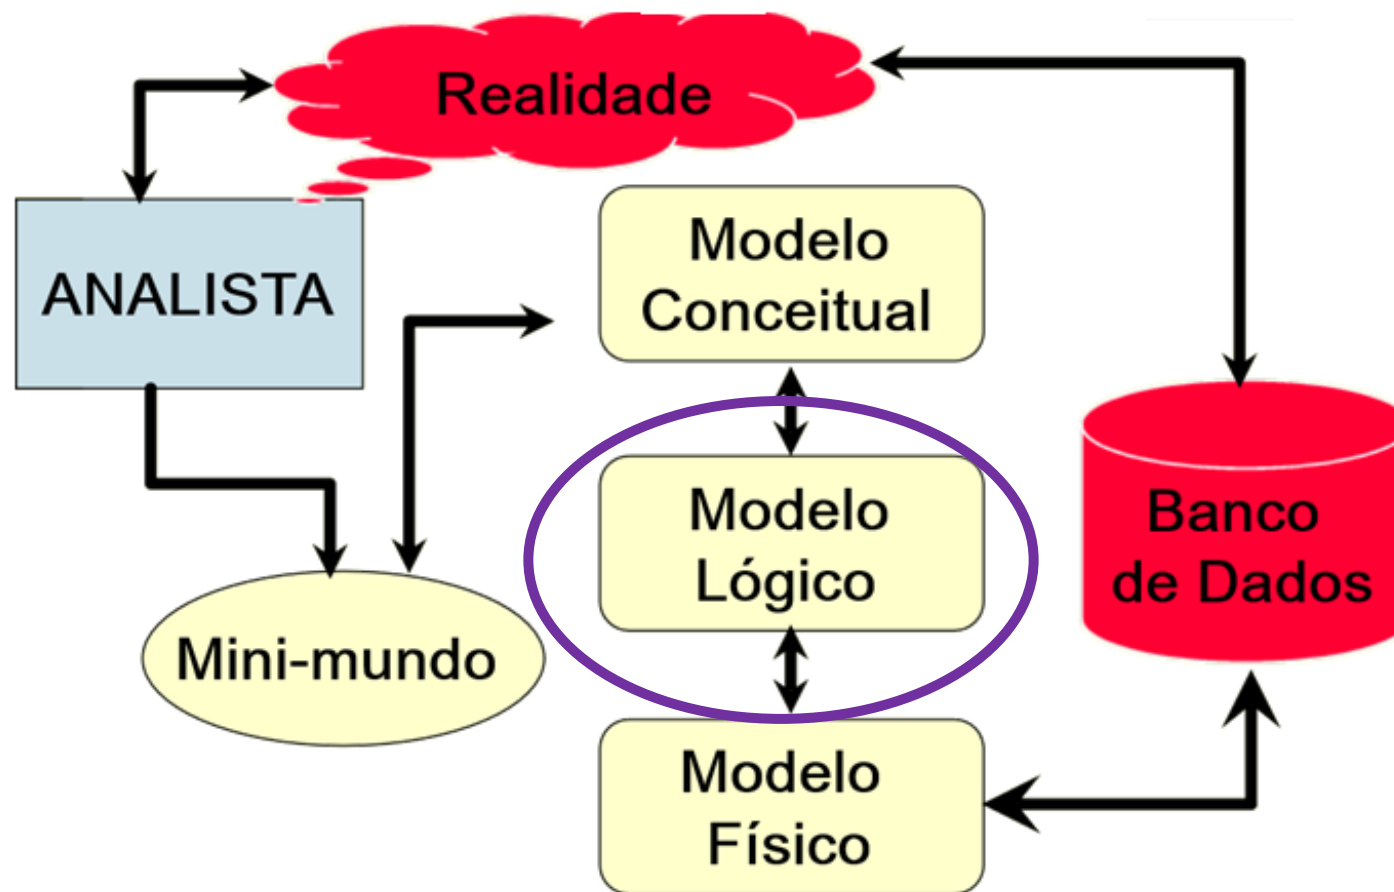 Realidade
ANALISTA
Modelo
Conceitual
Modelo
Lógico
Mini-mundo
Modelo
Físico
Banco
de Dados